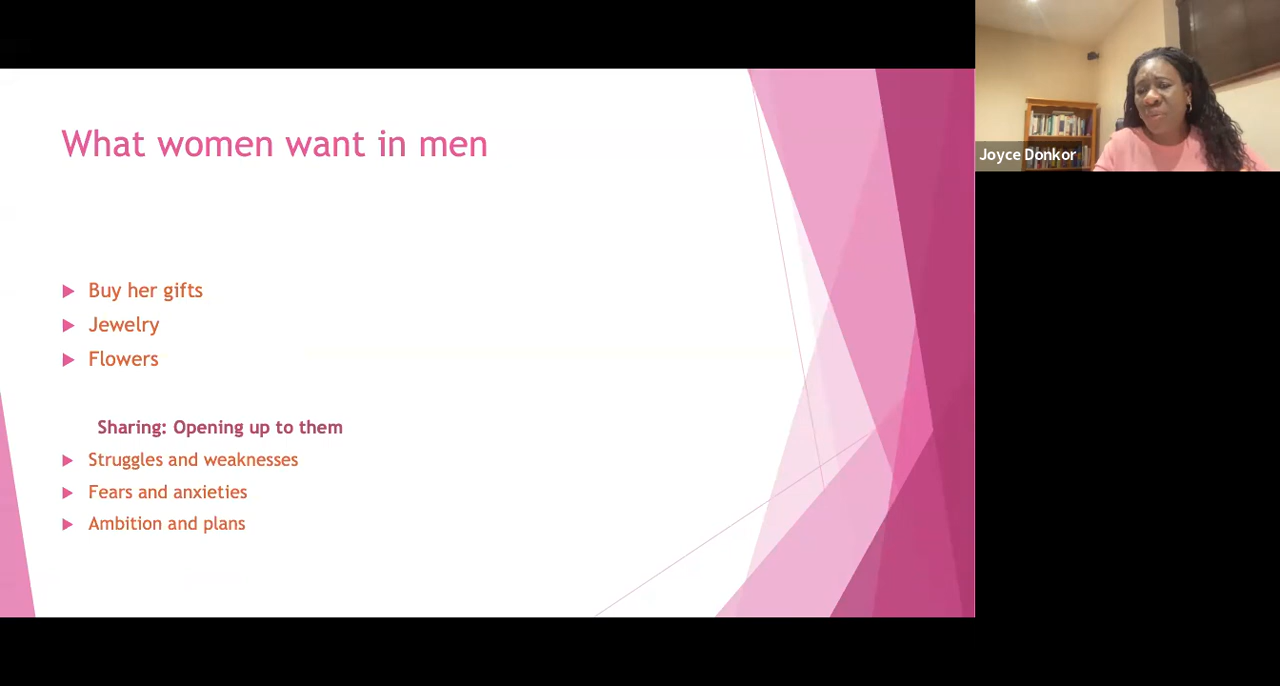 What women want in men
Buy her gifts
Jewelry
Flowers
Sharing: Opening up to them
Struggles and weaknesses
Fears and anxieties
Ambition and plans
Joyce Donkor